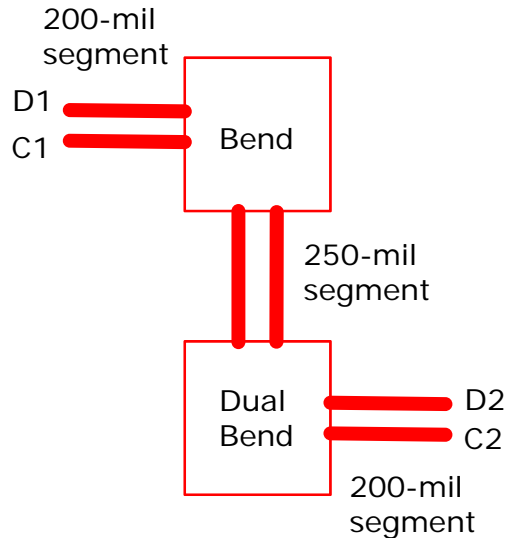 200-mil
segment
D1
C1
Bend
250-mil
segment
Dual
Bend
D2
C2
200-mil
segment